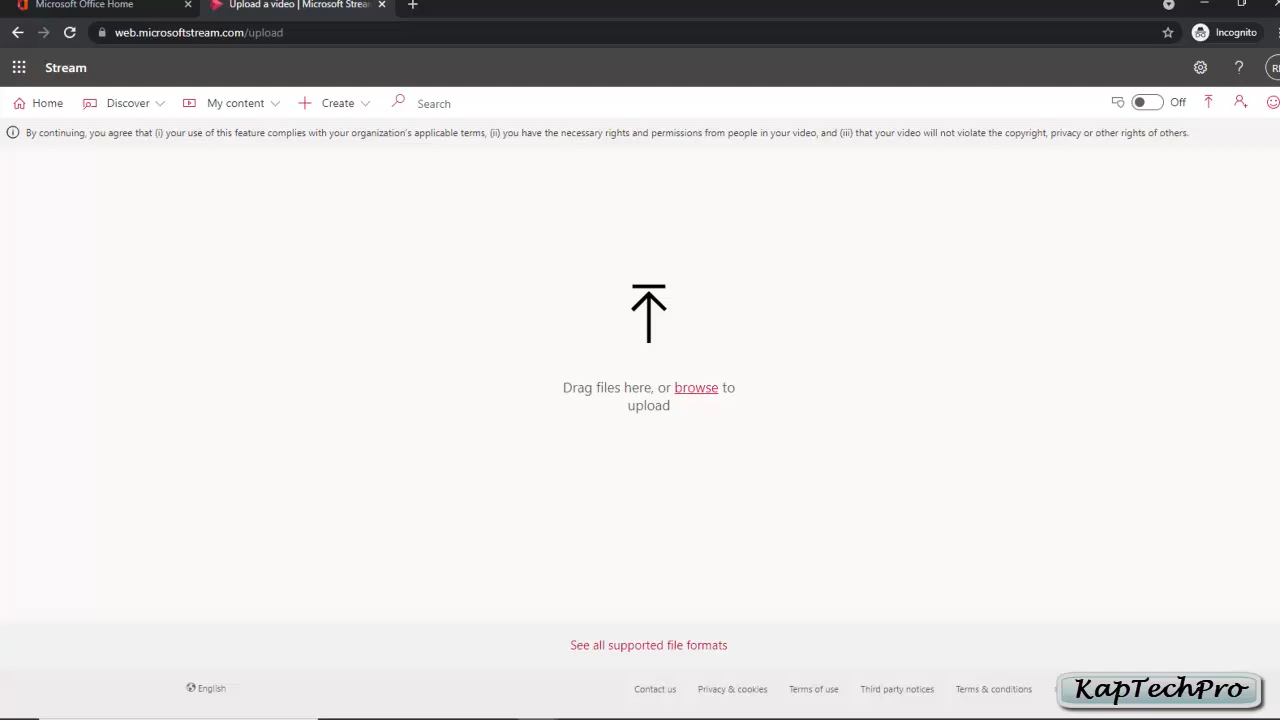 Microsoft Office Home
Upload a video | Microsoft Strea
web.microsoftstream.com/upload
Incognito
Stream
Home
Discover
My content
Create
Search
Off
By continuing, you agree that (i) your use of this feature complies with your organization's applicable terms, (ii) you have the necessary rights and permissions from people in your video, and (iii) that your video will not violate the copyright, privacy or other rights of others.
Drag files here, or browse to
upload
See all supported file formats
English
Contact us
Privacy & cookies
Terms of use
Third party notices
Terms & conditions
KapTechPro